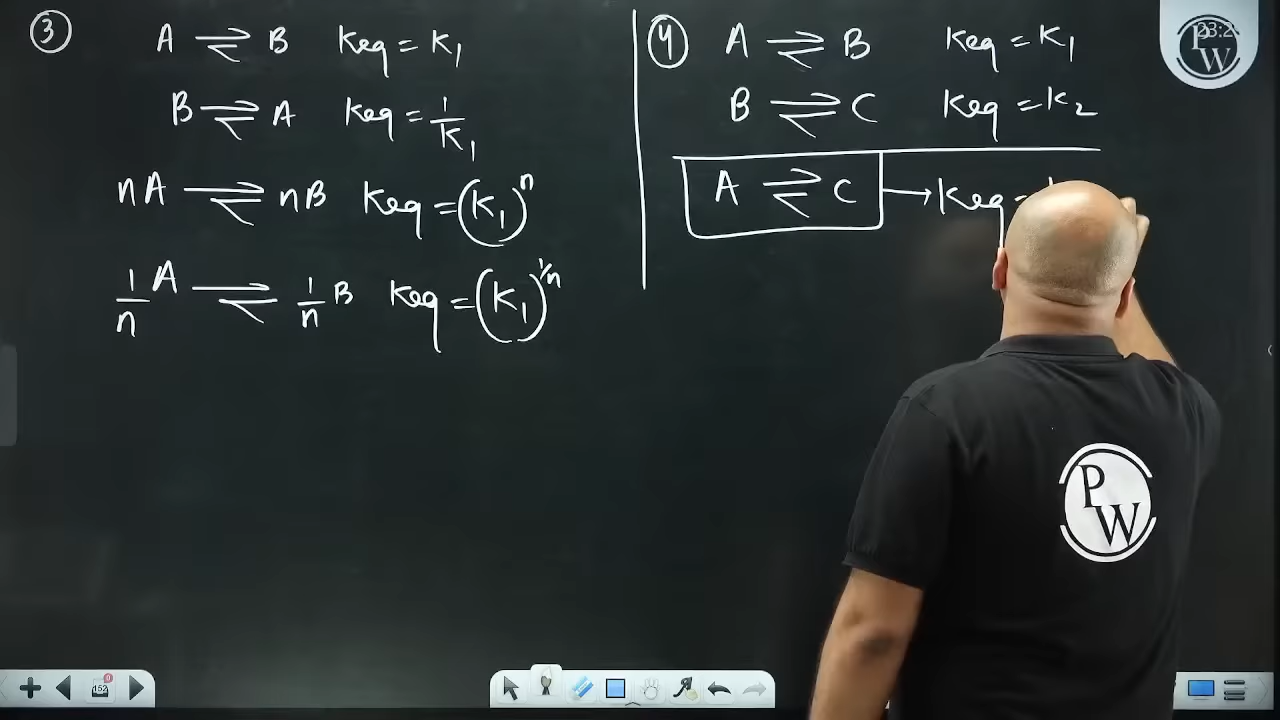 ③ A ⇌ B Keq = K₁
B ⇌ A Keq = 1/K₁
nA ⇌ nB Keq = (K₁)ⁿ
1/n A ⇌ 1/n B Keq = (K₁)^1/n
④ A ⇌ B Keq = K₁
B ⇌ C Keq = K₂
A ⇌ C → Keq =
PW
PW
152